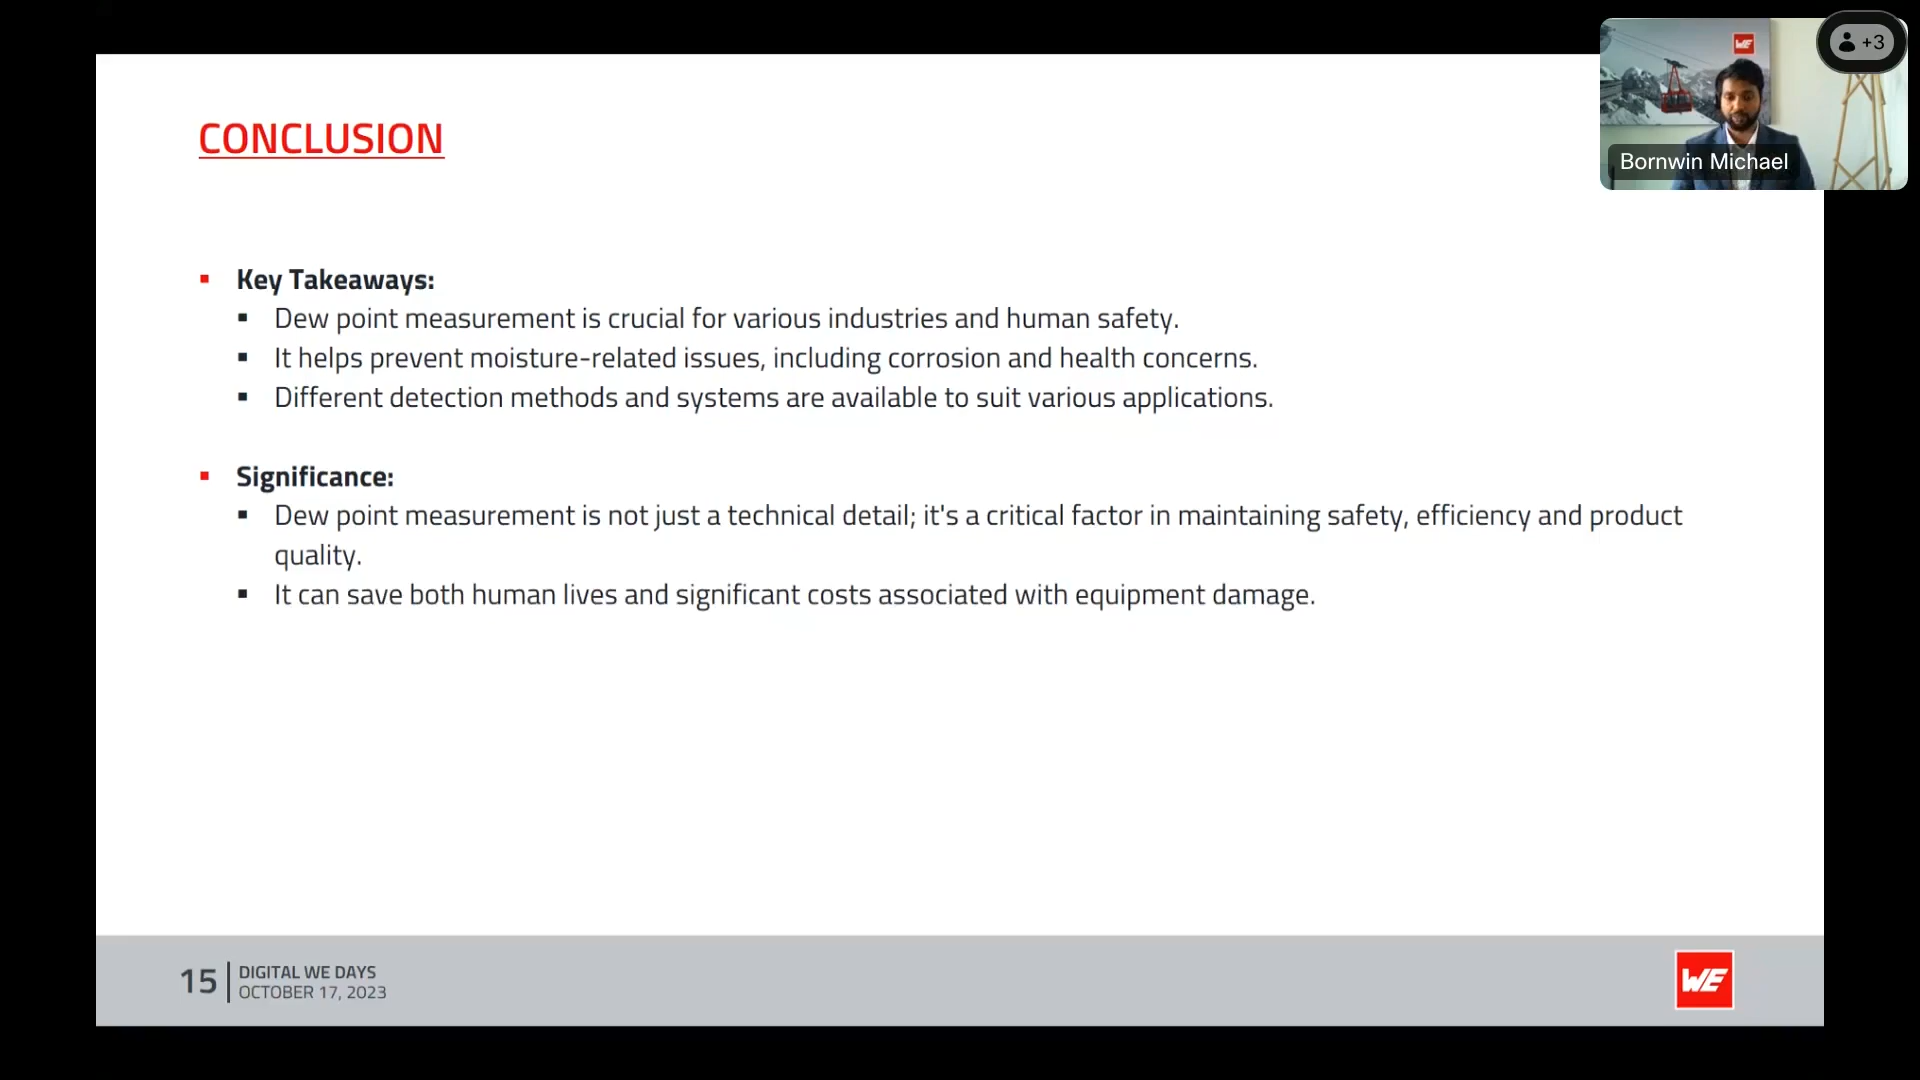 WE
+3
Bornwin Michael
CONCLUSION
Key Takeaways:
Dew point measurement is crucial for various industries and human safety.
It helps prevent moisture-related issues, including corrosion and health concerns.
Different detection methods and systems are available to suit various applications.
Significance:
Dew point measurement is not just a technical detail; it's a critical factor in maintaining safety, efficiency and product
quality.
It can save both human lives and significant costs associated with equipment damage.
15
DIGITAL WE DAYS
OCTOBER 17, 2023
WE